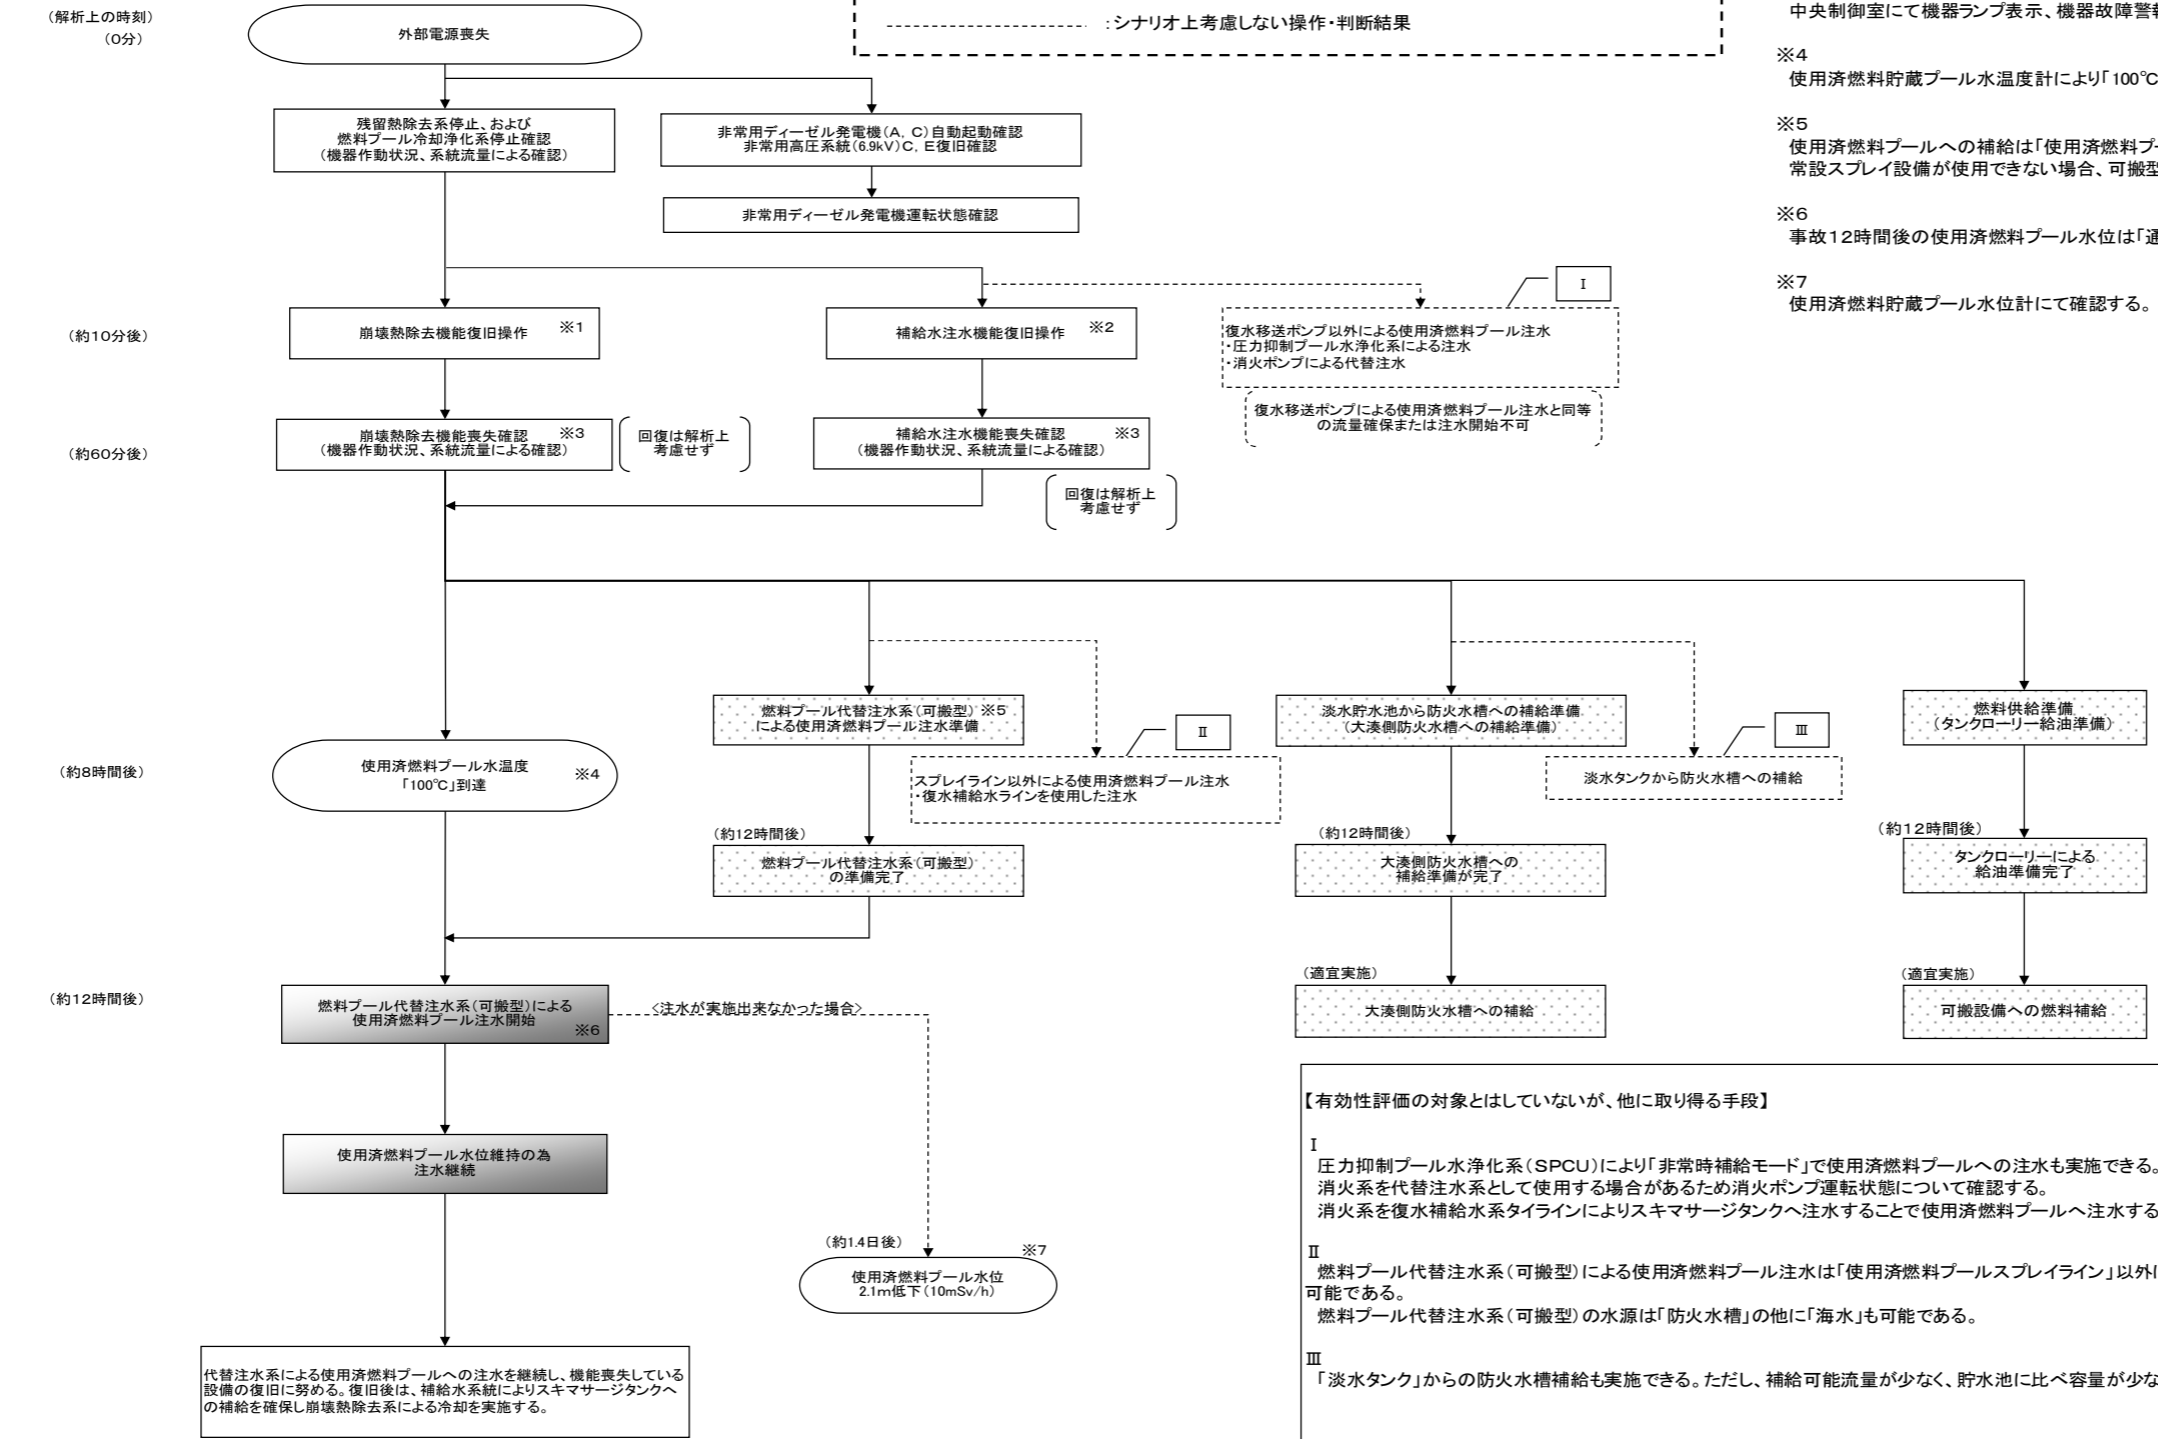 (解析上の時刻)
(0分)
外部電源喪失
:シナリオ上考慮しない操作・判断結果
残留熱除去系停止、および
燃料プール冷却浄化系停止確認
(機器作動状況、系統流量による確認)
非常用ディーゼル発電機(A, C)自動起動確認
非常用高圧系統(6.9kV)C, E復旧確認
非常用ディーゼル発電機運転状態確認
(約10分後)
崩壊熱除去機能復旧操作 ※1
補給水注水機能復旧操作 ※2
Ⅰ
復水移送ポンプ以外による使用済燃料プール注水
・圧力抑制プール水浄化系による注水
・消火ポンプによる代替注水
復水移送ポンプによる使用済燃料プール注水と同等
の流量確保または注水開始不可
(約60分後)
崩壊熱除去機能喪失確認 ※3
(機器作動状況、系統流量による確認)
回復は解析上
考慮せず
補給水注水機能喪失確認 ※3
(機器作動状況、系統流量による確認)
回復は解析上
考慮せず
(約8時間後)
使用済燃料プール水温度
「100℃」到達 ※4
燃料プール代替注水系(可搬型) ※5
による使用済燃料プール注水準備
Ⅱ
スプレイライン以外による使用済燃料プール注水
・復水補給水ラインを使用した注水
淡水貯水池から防火水槽への補給準備
(大湊側防火水槽への補給準備)
Ⅲ
淡水タンクから防火水槽への補給
燃料供給準備
(タンクローリー給油準備)
(約12時間後)
燃料プール代替注水系(可搬型)
の準備完了
(約12時間後)
大湊側防火水槽への
補給準備が完了
(約12時間後)
タンクローリーによる
給油準備完了
(約12時間後)
燃料プール代替注水系(可搬型)による
使用済燃料プール注水開始
※6
<注水が実施出来なかった場合>
(適宜実施)
大湊側防火水槽への補給
(適宜実施)
可搬設備への燃料補給
使用済燃料プール水位維持の為
注水継続
(約1.4日後)
※7
使用済燃料プール水位
2.1m低下(10mSv/h)
代替注水系による使用済燃料プールへの注水を継続し、機能喪失している
設備の復旧に努める。復旧後は、補給水系統によりスキマサージタンクへ
の補給を確保し崩壊熱除去系による冷却を実施する。
中央制御室にて機器ランプ表示、機器故障警
※4
使用済燃料貯蔵プール水温度計により「100℃
※5
使用済燃料プールへの補給は「使用済燃料プ
常設スプレイ設備が使用できない場合、可搬型
※6
事故12時間後の使用済燃料プール水位は「通
※7
使用済燃料貯蔵プール水位計にて確認する。
【有効性評価の対象とはしていないが、他に取り得る手段】
Ⅰ
圧力抑制プール水浄化系(SPCU)により「非常時補給モード」で使用済燃料プールへの注水も実施できる。
消火系を代替注水系として使用する場合があるため消火ポンプ運転状態について確認する。
消火系を復水補給水系タイラインによりスキマサージタンクへ注水することで使用済燃料プールへ注水する
Ⅱ
燃料プール代替注水系(可搬型)による使用済燃料プール注水は「使用済燃料プールスプレイライン」以外
可能である。
燃料プール代替注水系(可搬型)の水源は「防火水槽」の他に「海水」も可能である。
Ⅲ
「淡水タンク」からの防火水槽補給も実施できる。ただし、補給可能流量が少なく、貯水池に比べ容量が少な